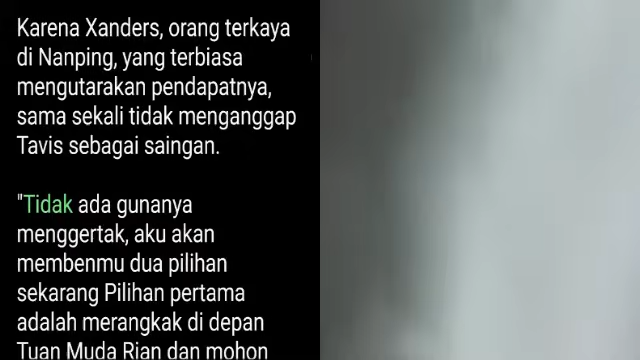 Karena Xanders, orang terkaya
di Nanping, yang terbiasa
mengutarakan pendapatnya,
sama sekali tidak menganggap
Tavis sebagai saingan.
"Tidak ada gunanya
menggertak, aku akan
membenmu dua pilihan
sekarang Pilihan pertama
adalah merangkak di depan
Tuan Muda Rian dan mohon